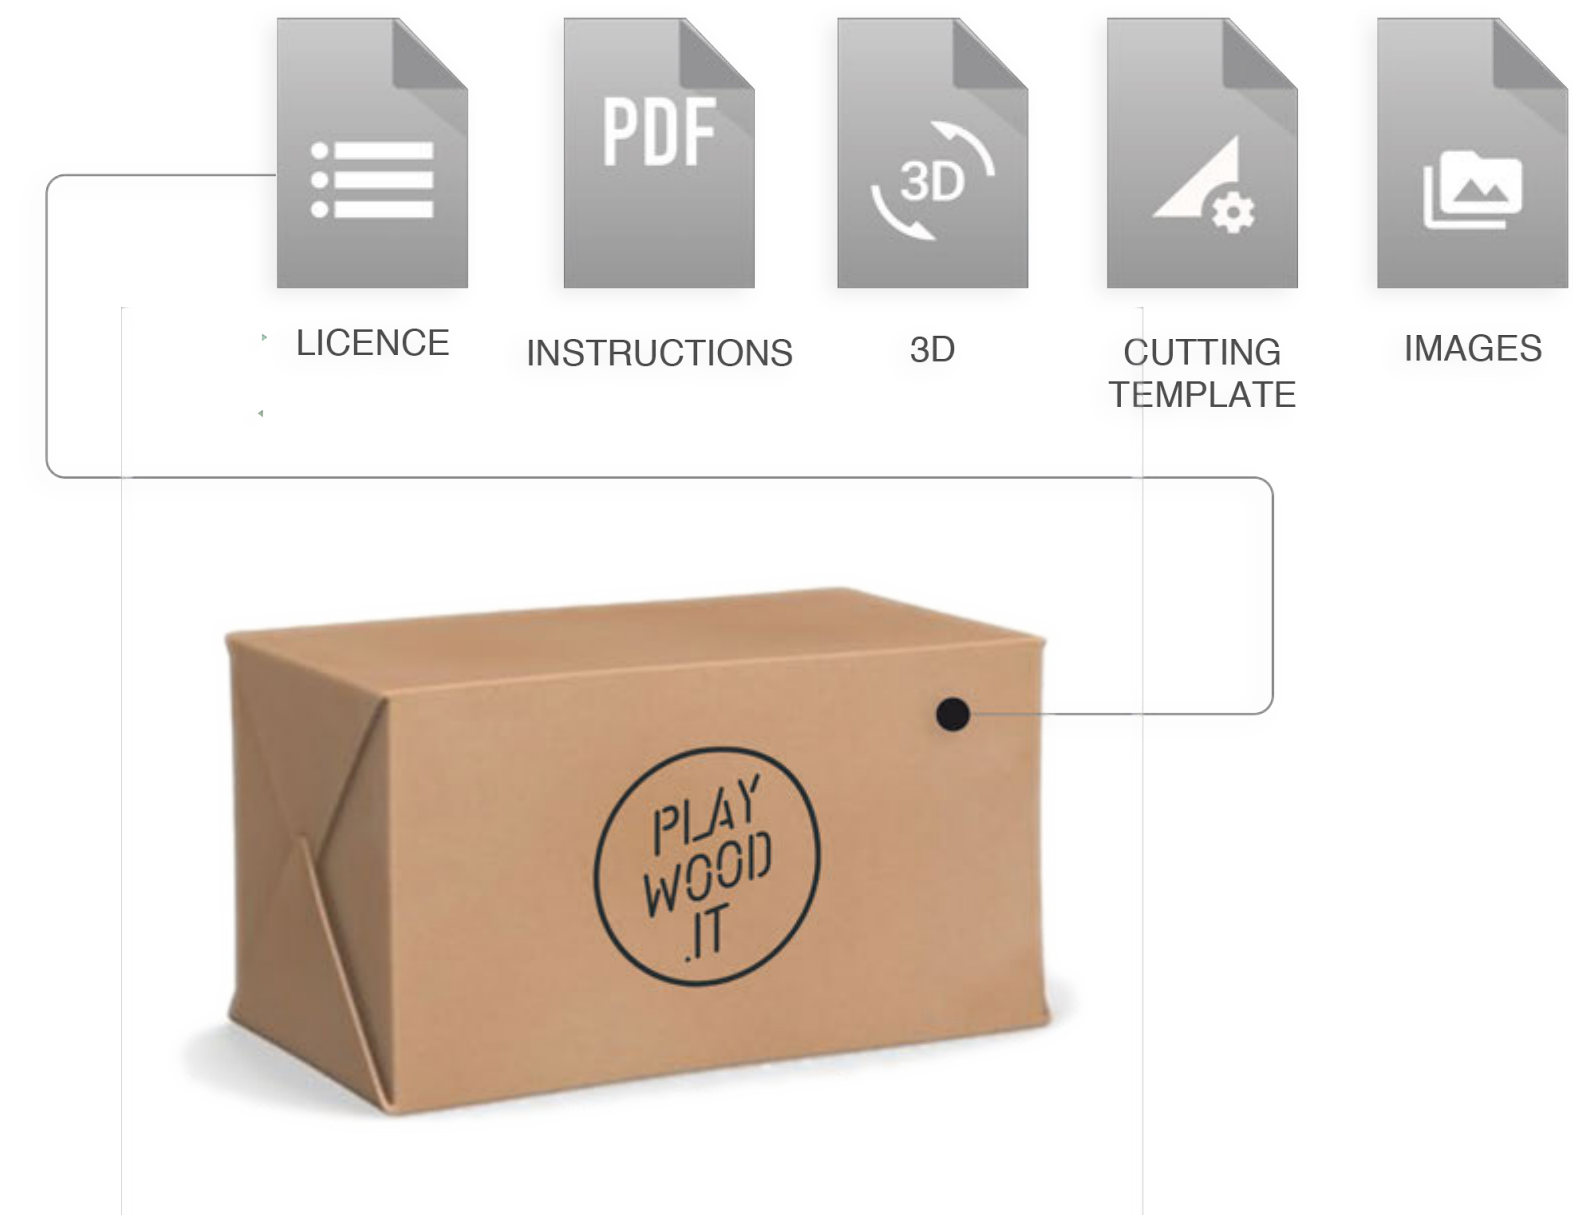 PDF
3D
LICENCE
INSTRUCTIONS
3D
CUTTING
TEMPLATE
IMAGES
PLAY
WOOD
.IT